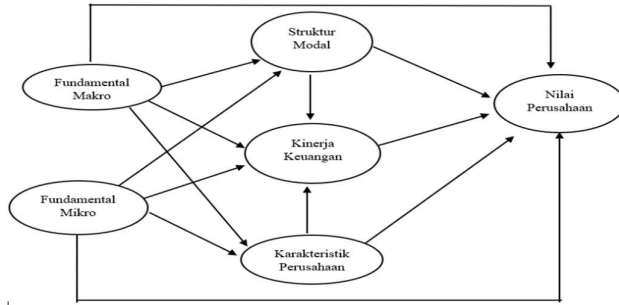 Struktur
Modal
Fundamental
Makro
Nilai
Perusahaan
Kinerja
Keuangan
Fundamental
Mikro
Karakteristik
Perusahaan